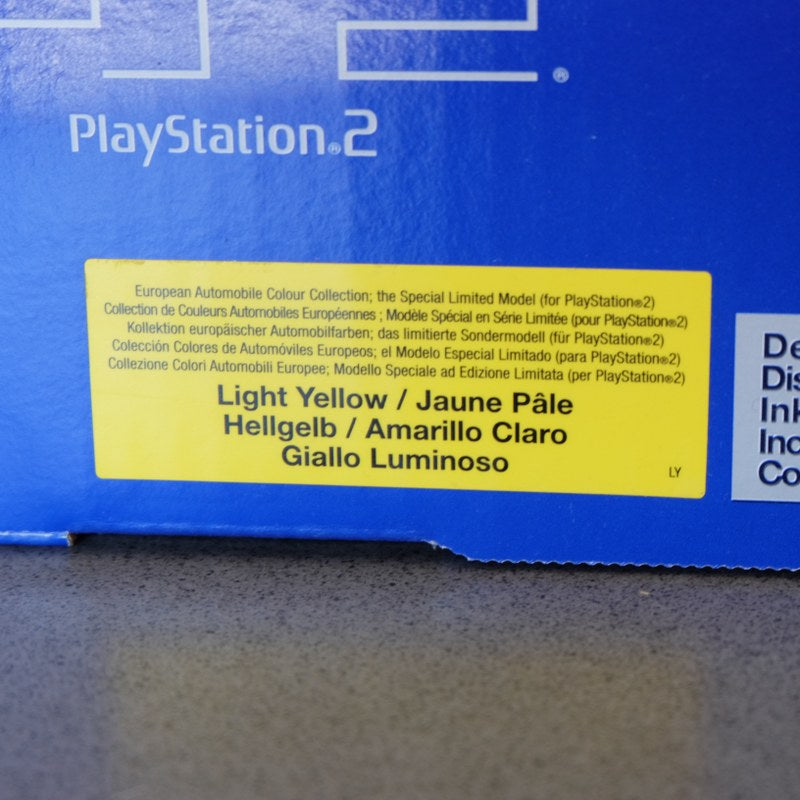 PlayStation®2
European Automobile Colour Collection; the Special Limited Model (for PlayStation®2)
Collection de Couleurs Automobiles Européennes ; Modèle Spécial en Série Limitée (pour PlayStation®2)
Kollektion europäischer Automobilfarben; das limitierte Sondermodell (für PlayStation®2)
Colección Colores de Automóviles Europeos; el Modelo Especial Limitado (para PlayStation®2)
Collezione Colori Automobili Europee; Modello Speciale ad Edizione Limitata (per PlayStation®2)
Light Yellow / Jaune Pâle
Hellgelb / Amarillo Claro
Giallo Luminoso
LY